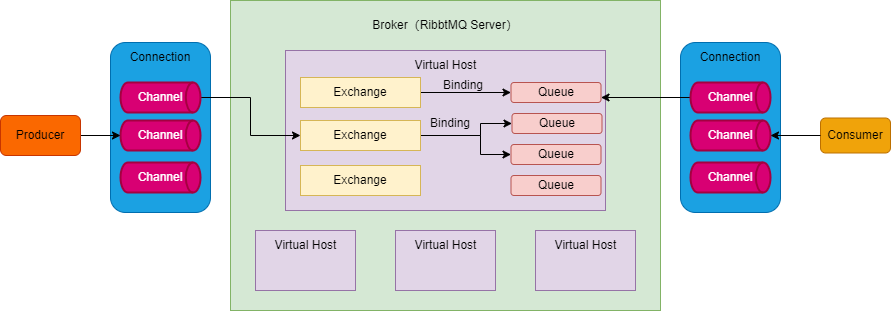 Broker（RibbtMQ Server）
Connection
Virtual Host
Connection
Channel
Exchange
Binding
Queue
Channel
Producer
Channel
Exchange
Binding
Queue
Channel
Consumer
Queue
Channel
Exchange
Queue
Channel
Virtual Host
Virtual Host
Virtual Host